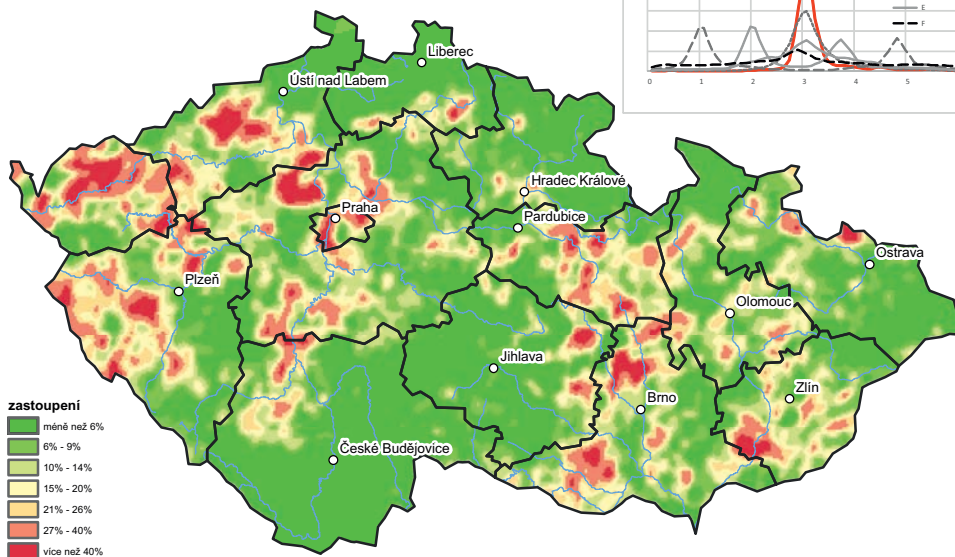 E
F
0 1 2 3 4 5
Liberec
Ústí nad Labem
Hradec Králové
Praha
Pardubice
Ostrava
Plzeň
Olomouc
Jihlava
Zlín
Brno
České Budějovice
zastoupení
méně než 6%
6% - 9%
10% - 14%
15% - 20%
21% - 26%
27% - 40%
více než 40%